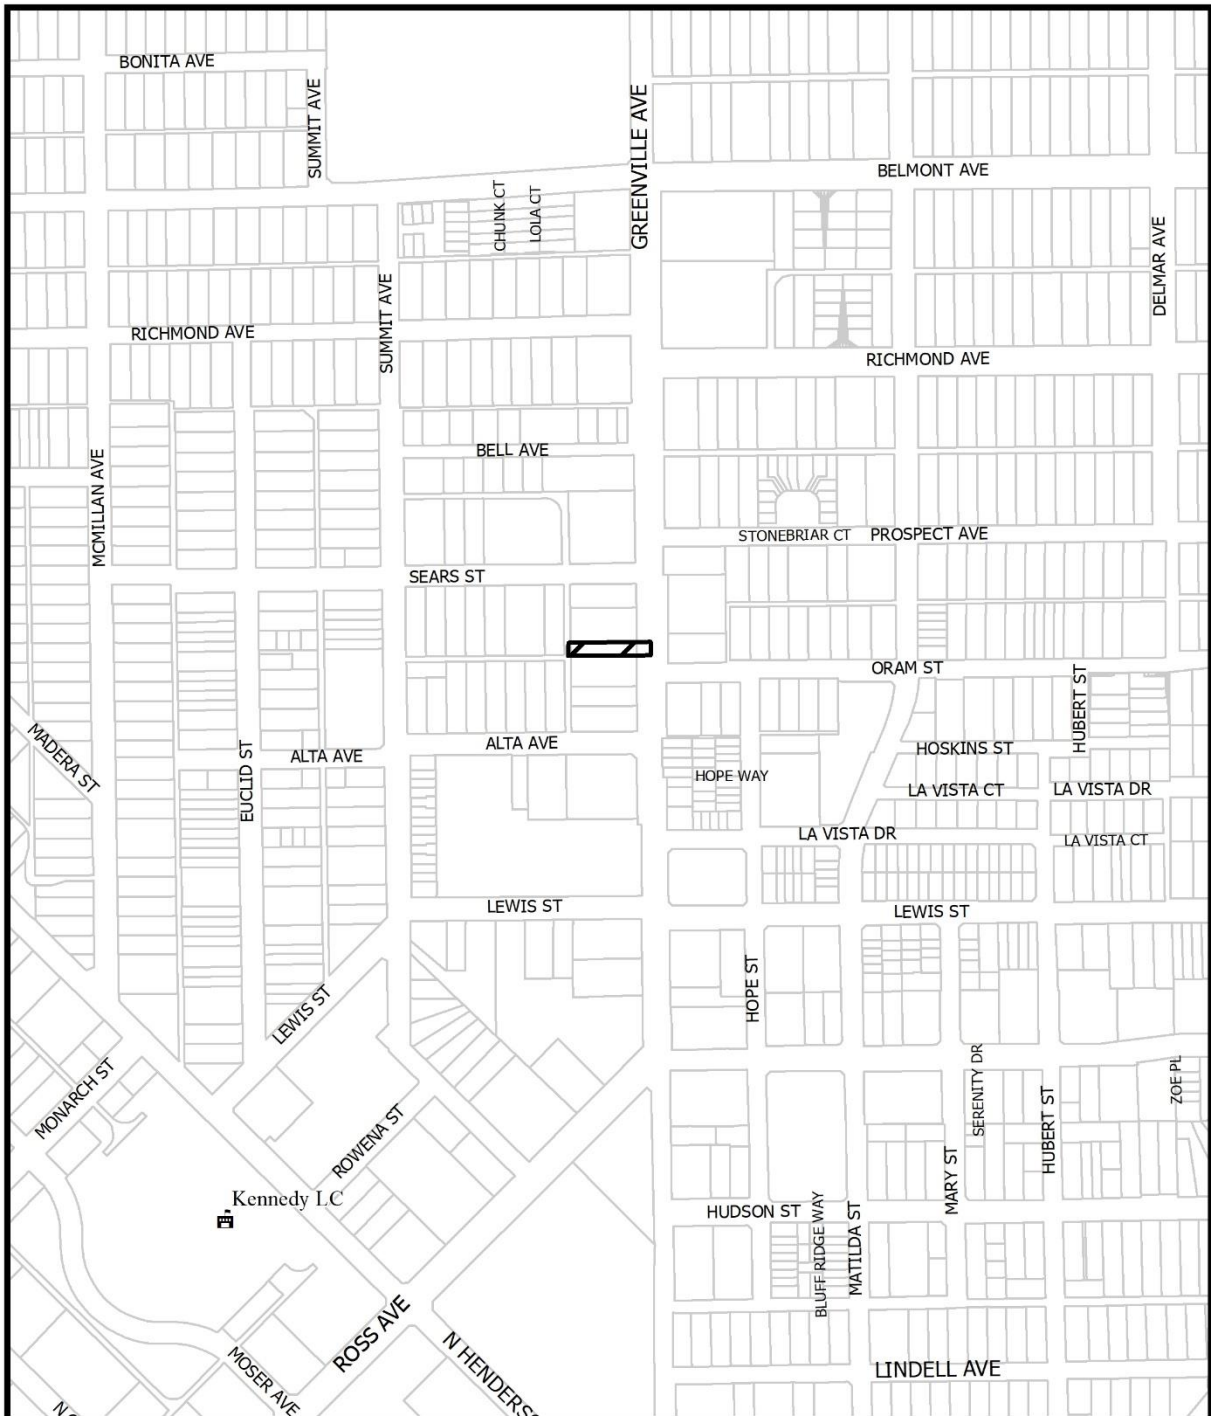 BONITA AVE
SUMMIT AVE
GREENVILLE AVE
BELMONT AVE
CHUNK CT
LOLA CT
DELMAR AVE
SUMMIT AVE
RICHMOND AVE
RICHMOND AVE
BELL AVE
MCMILLAN AVE
STONEBRIAR CT
PROSPECT AVE
SEARS ST
ORAM ST
HUBERT ST
MADERA ST
EUCLID ST
ALTA AVE
ALTA AVE
HOSKINS ST
HOPE WAY
LA VISTA CT
LA VISTA DR
LA VISTA DR
LA VISTA CT
LEWIS ST
LEWIS ST
HOPE ST
LEWIS ST
MONARCH ST
SERENITY DR
ZOE PL
ROWENA ST
HUBERT ST
MARY ST
Kennedy LC
HUDSON ST
BLUFF RIDGE WAY
MATILDA ST
ROSS AVE
MOSER AVE
N HENDERS
LINDELL AVE